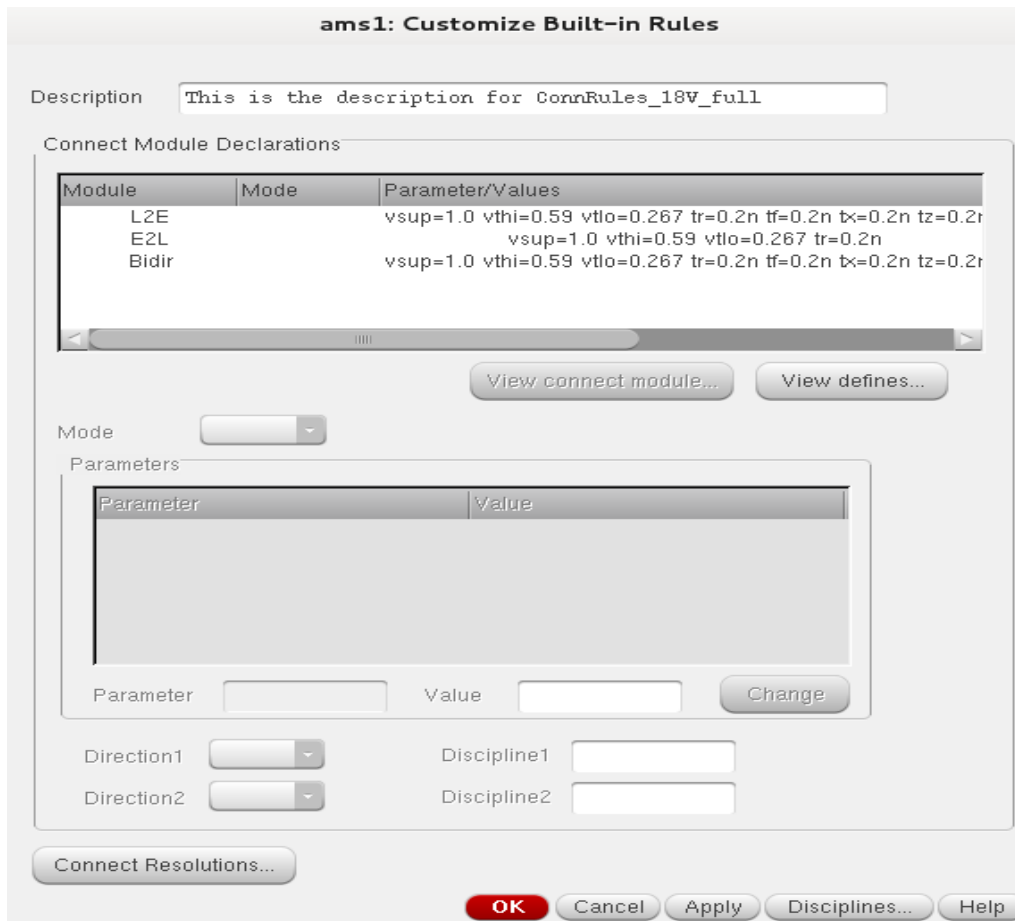 ams1: Customize Built-in Rules
Description This is the description for ConnRules_18V_full
Connect Module Declarations
Module Mode Parameter/Values
L2E vsup=1.0 vthi=0.59 vtlo=0.267 tr=0.2n tf=0.2n tx=0.2n tz=0.2n
E2L vsup=1.0 vthi=0.59 vtlo=0.267 tr=0.2n
Bidir vsup=1.0 vthi=0.59 vtlo=0.267 tr=0.2n tf=0.2n tx=0.2n tz=0.2n
View connect module... View defines...
Mode
Parameters
Parameter Value
Parameter Value Change
Direction1 Discipline1
Direction2 Discipline2
Connect Resolutions...
OK Cancel Apply Disciplines... Help